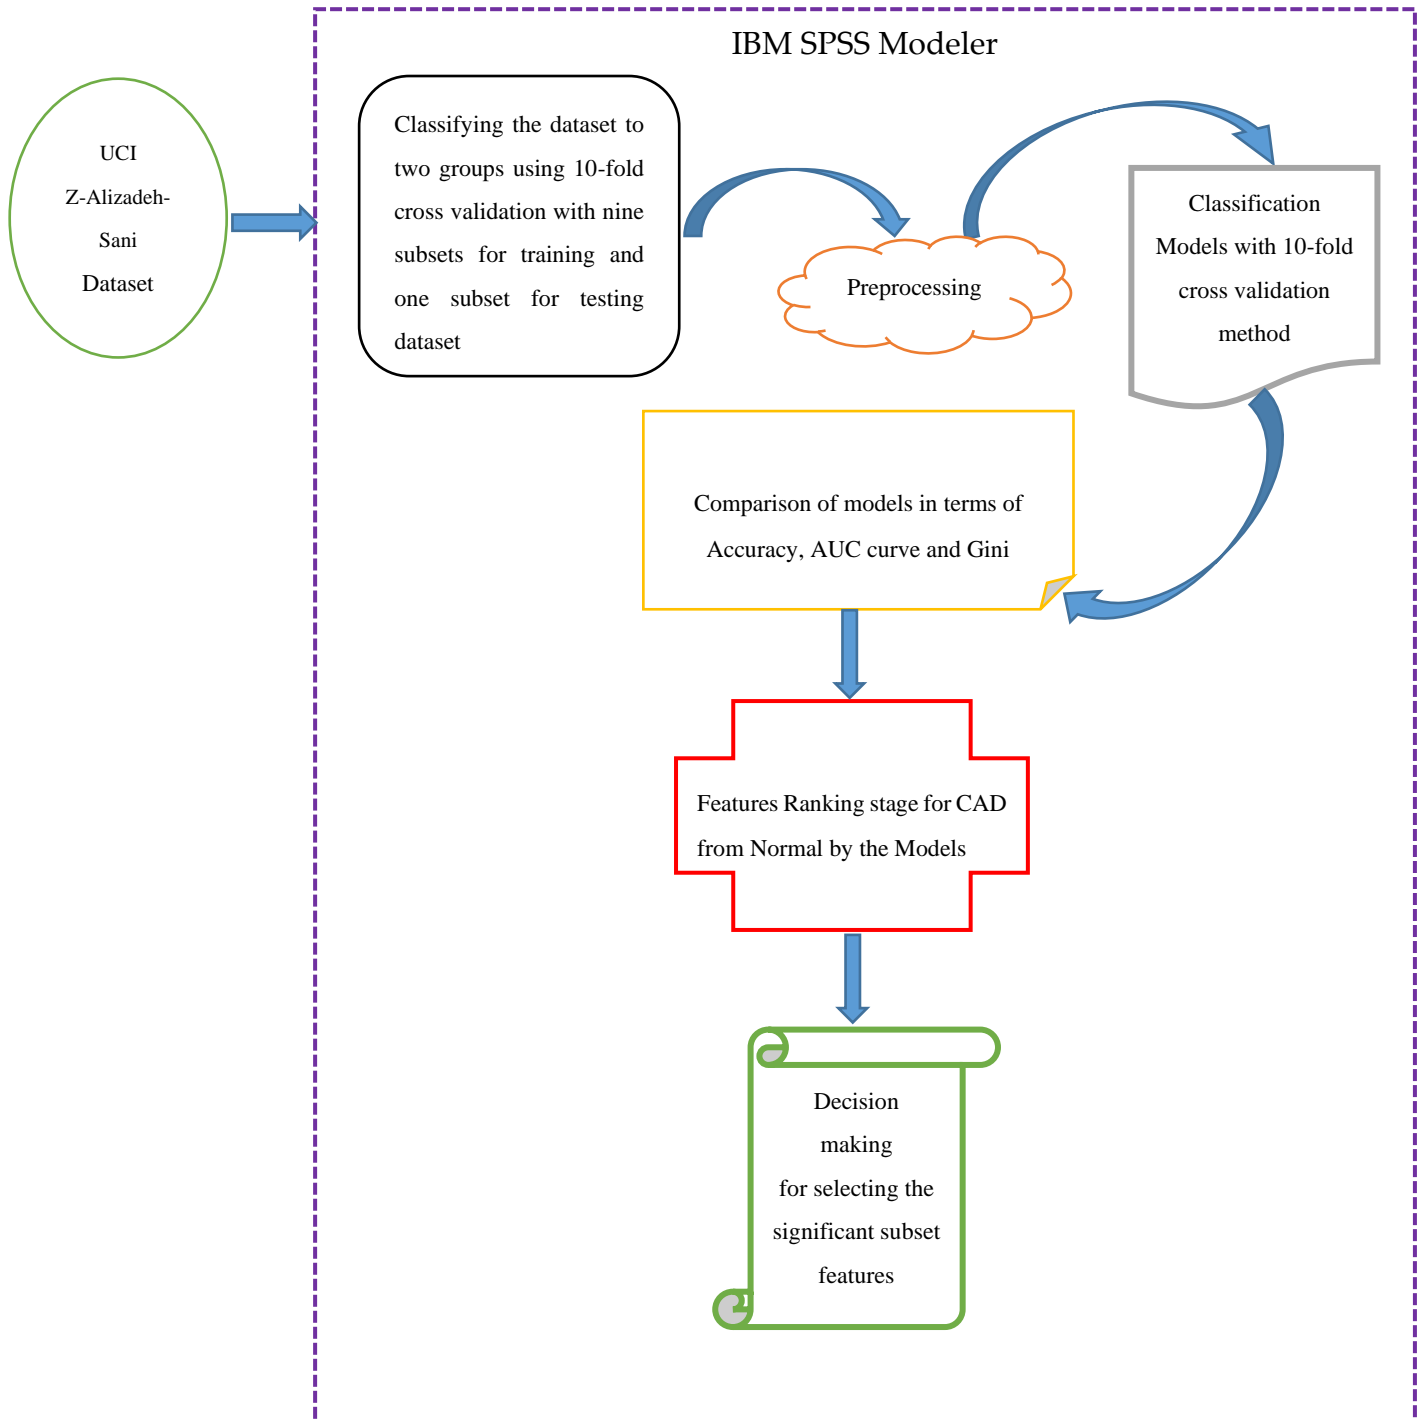 IBM SPSS Modeler
UCI
Z-Alizadeh-
Sani
Dataset
Classifying the dataset to
two groups using 10-fold
cross validation with nine
subsets for training and
one subset for testing
dataset
Preprocessing
Classification
Models with 10-fold
cross validation
method
Comparison of models in terms of
Accuracy, AUC curve and Gini
Features Ranking stage for CAD
from Normal by the Models
Decision
making
for selecting the
significant subset
features